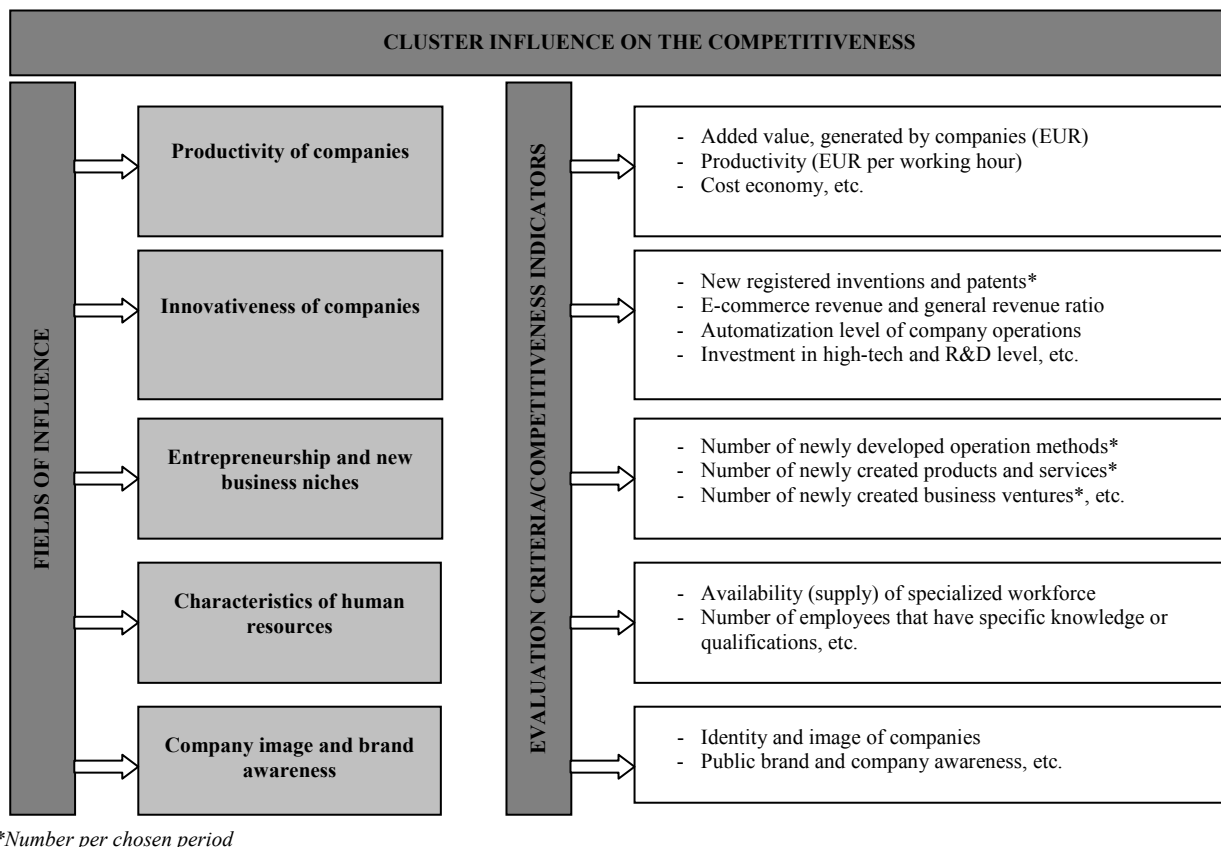 CLUSTER INFLUENCE ON THE COMPETITIVENESS
FIELDS OF INFLUENCE
Productivity of companies
Innovativeness of companies
Entrepreneurship and new
business niches
Characteristics of human
resources
Company image and brand
awareness
EVALUATION CRITERIA/COMPETITIVENESS INDICATORS
- Added value, generated by companies (EUR)
- Productivity (EUR per working hour)
- Cost economy, etc.
- New registered inventions and patents*
- E-commerce revenue and general revenue ratio
- Automatization level of company operations
- Investment in high-tech and R&D level, etc.
- Number of newly developed operation methods*
- Number of newly created products and services*
- Number of newly created business ventures*, etc.
- Availability (supply) of specialized workforce
- Number of employees that have specific knowledge or
qualifications, etc.
- Identity and image of companies
- Public brand and company awareness, etc.
*Number per chosen period